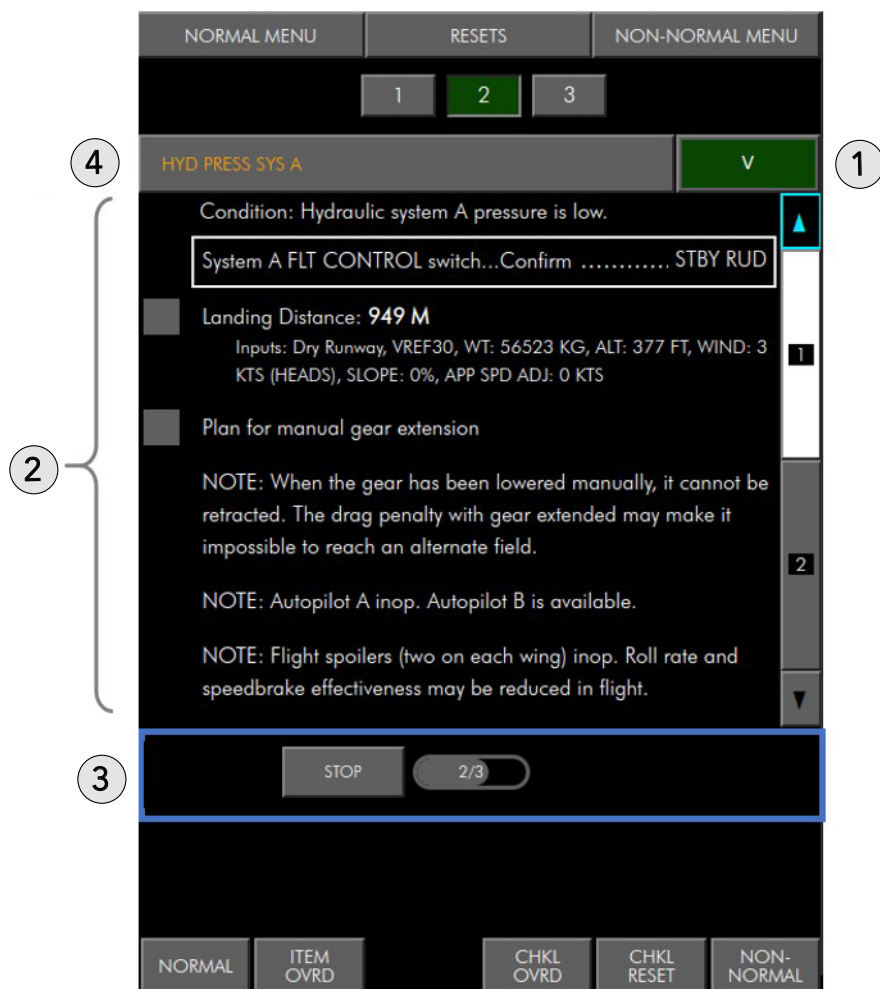 NORMAL MENU
RESETS
NON-NORMAL MENU
1
2
3
4
HYD PRESS SYS A
V
1
Condition: Hydraulic system A pressure is low.
System A FLT CONTROL switch...Confirm ............ STBY RUD
Landing Distance: 949 M
Inputs: Dry Runway, VREF30, WT: 56523 KG, ALT: 377 FT, WIND: 3
KTS (HEADS), SLOPE: 0%, APP SPD ADJ: 0 KTS
1
Plan for manual gear extension
2
NOTE: When the gear has been lowered manually, it cannot be
retracted. The drag penalty with gear extended may make it
impossible to reach an alternate field.
2
NOTE: Autopilot A inop. Autopilot B is available.
NOTE: Flight spoilers (two on each wing) inop. Roll rate and
speedbrake effectiveness may be reduced in flight.
3
STOP
2/3
NORMAL
ITEM
OVRD
CHKL
OVRD
CHKL
RESET
NON-
NORMAL